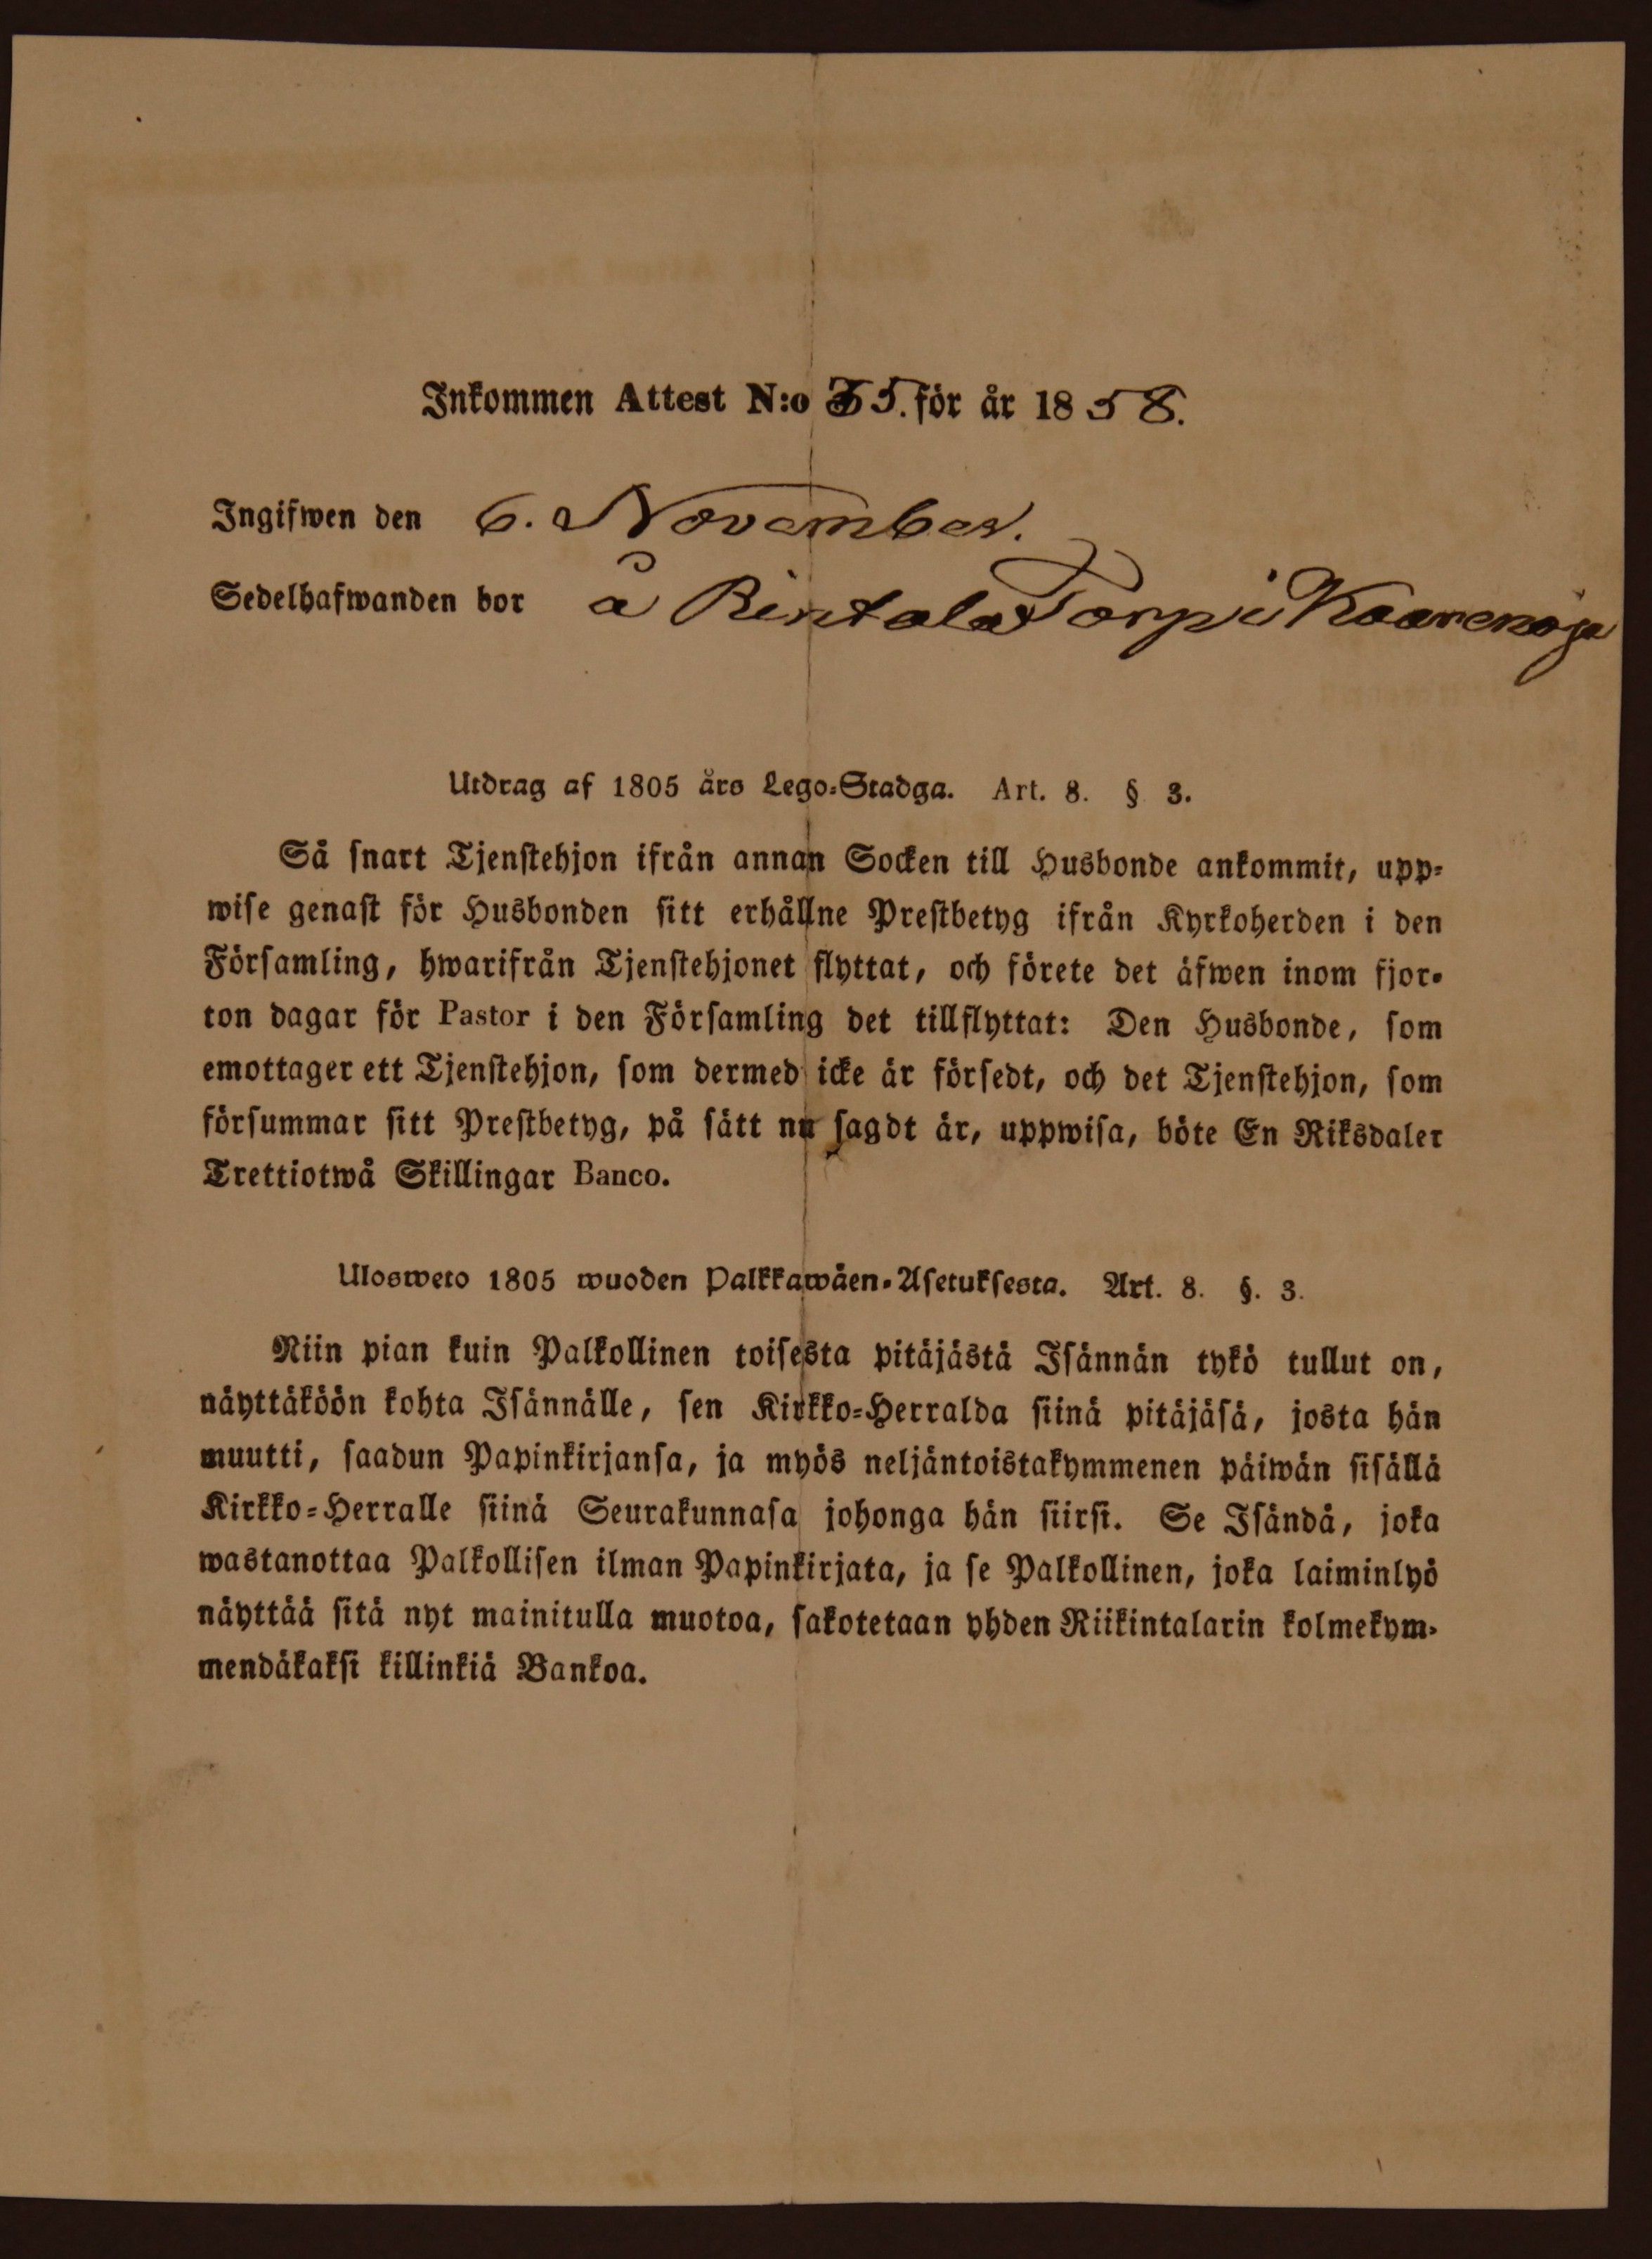 Inkommen Attest N:o 35. för år 1858.
Ingifwen den 6. November.
Sedelhafwanden bor å Rintala Torp i Kaarenoja
Utdrag af 1805 års Lego-Stadga. Art. 8. § 3.
Så snart Tjenstehjon ifrån annan Socken till Husbonde ankommit, upp-
wise genast för Husbonden sitt erhållne Prestbetyg ifrån Kyrkoherden i den
Församling, hwarifrån Tjenstehjonet flyttat, och förete det äfwen inom fjor-
ton dagar för Pastor i den Församling det tillflyttat: Den Husbonde, som
emottager ett Tjenstehjon, som dermed icke är försedt, och det Tjenstehjon, som
försummar sitt Prestbetyg, på sätt nu sagdt är, uppwisa, böte En Riksdaler
Trettiotwå Skillingar Banco.
Ulosweto 1805 wuoden Palkkawäen-Asetuksesta. Art. 8. §. 3.
Niin pian kuin Palkollinen toisesta pitäjästä Isännän tykö tullut on,
näyttäköön kohta Isännälle, sen Kirkko-Herralda siinä pitäjäsä, josta hän
muutti, saadun Papinkirjansa, ja myös neljäntoistakymmenen päiwän sisällä
Kirkko-Herralle siinä Seurakunnasa johonga hän siirsi. Se Isändä, joka
wastanottaa Palkollisen ilman Papinkirjata, ja se Palkollinen, joka laiminlyö
näyttää sitä nyt mainitulla muotoa, sakotetaan yhden Riikintalarin kolmekym-
mendäkaksi killinkiä Bankoa.